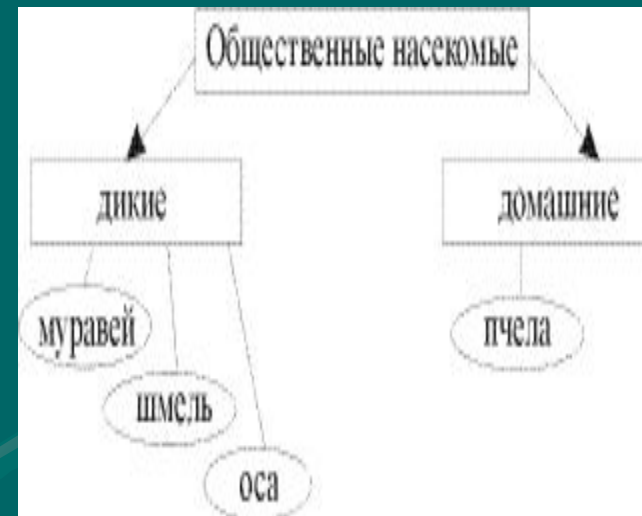 Общественные насекомые
дикие
домашние
муравей
пчела
шмель
оса